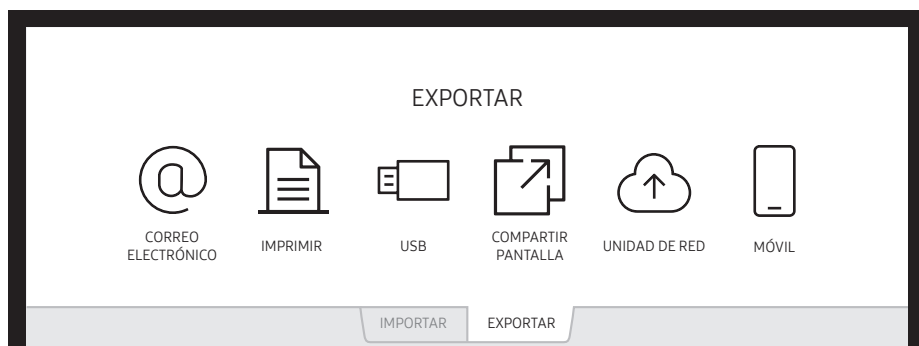 EXPORTAR
CORREO
ELECTRÓNICO
IMPRIMIR
USB
COMPARTIR
PANTALLA
UNIDAD DE RED
MÓVIL
IMPORTAR
EXPORTAR